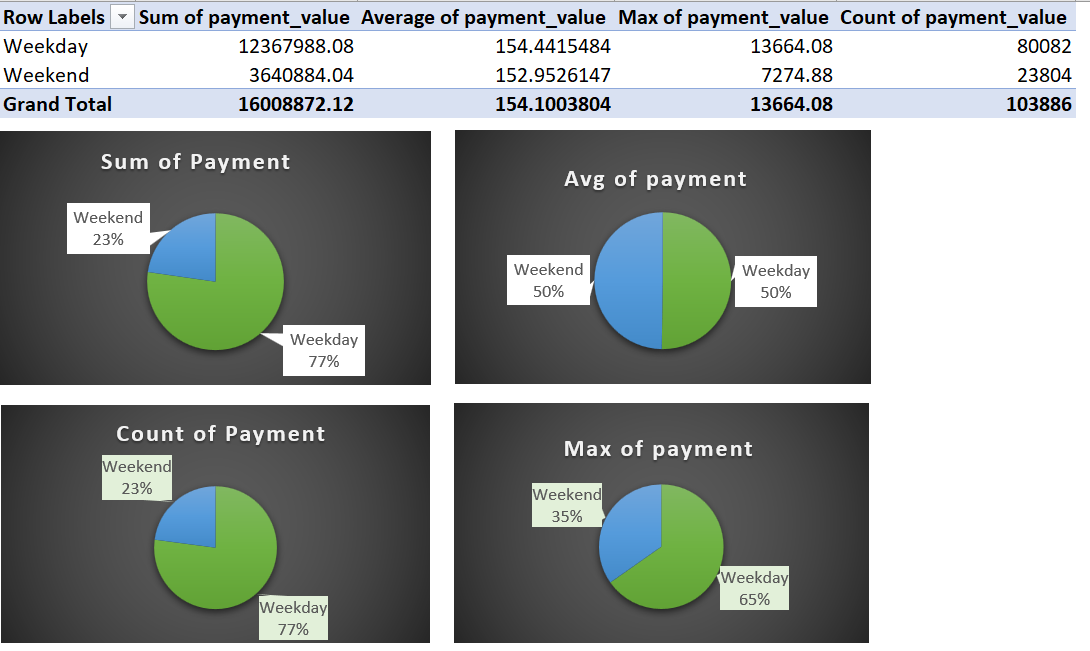 Row Labels Sum of payment_value Average of payment_value Max of payment_value Count of payment_value
Weekday 12367988.08 154.4415484 13664.08 80082
Weekend 3640884.04 152.9526147 7274.88 23804
Grand Total 16008872.12 154.1003804 13664.08 103886
Sum of Payment
Weekend
23%
Weekday
77%
Avg of payment
Weekend
50%
Weekday
50%
Count of Payment
Weekend
23%
Weekday
77%
Max of payment
Weekend
35%
Weekday
65%